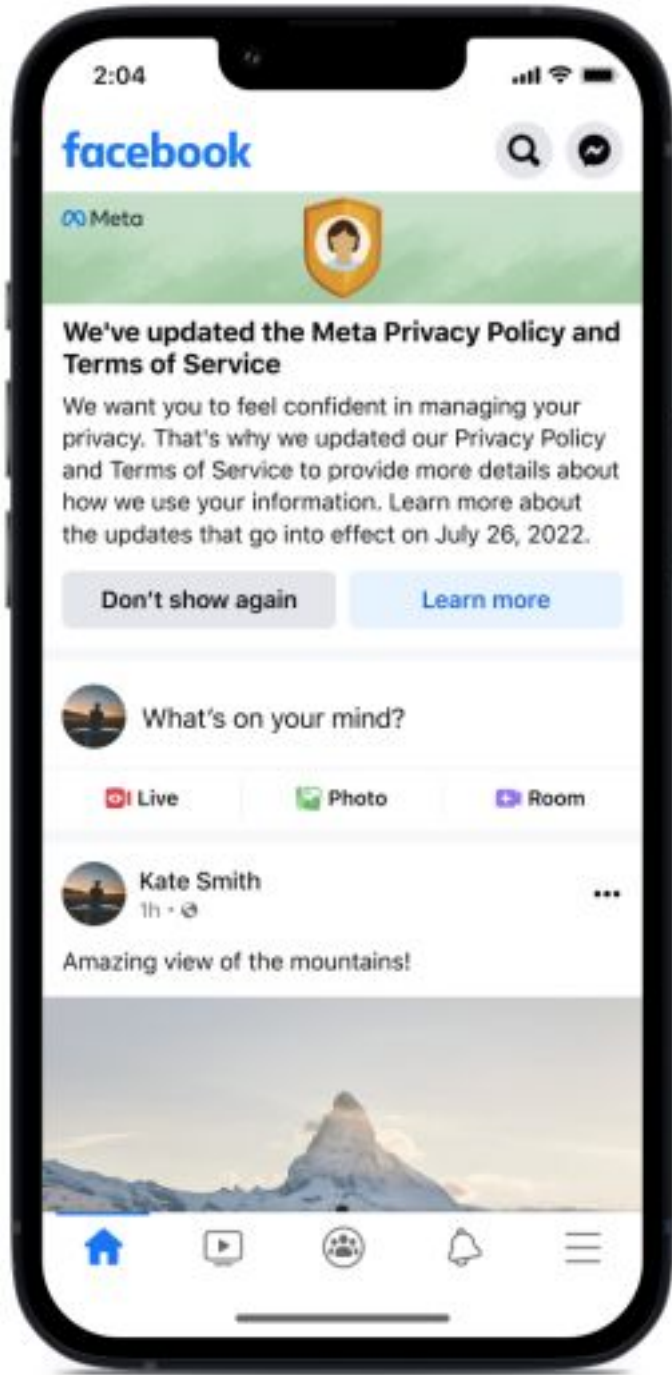 2:04
facebook
Meta
We've updated the Meta Privacy Policy and
Terms of Service
We want you to feel confident in managing your
privacy. That's why we updated our Privacy Policy
and Terms of Service to provide more details about
how we use your information. Learn more about
the updates that go into effect on July 26, 2022.
Don't show again
Learn more
What's on your mind?
Live
Photo
Room
Kate Smith
1h
Amazing view of the mountains!